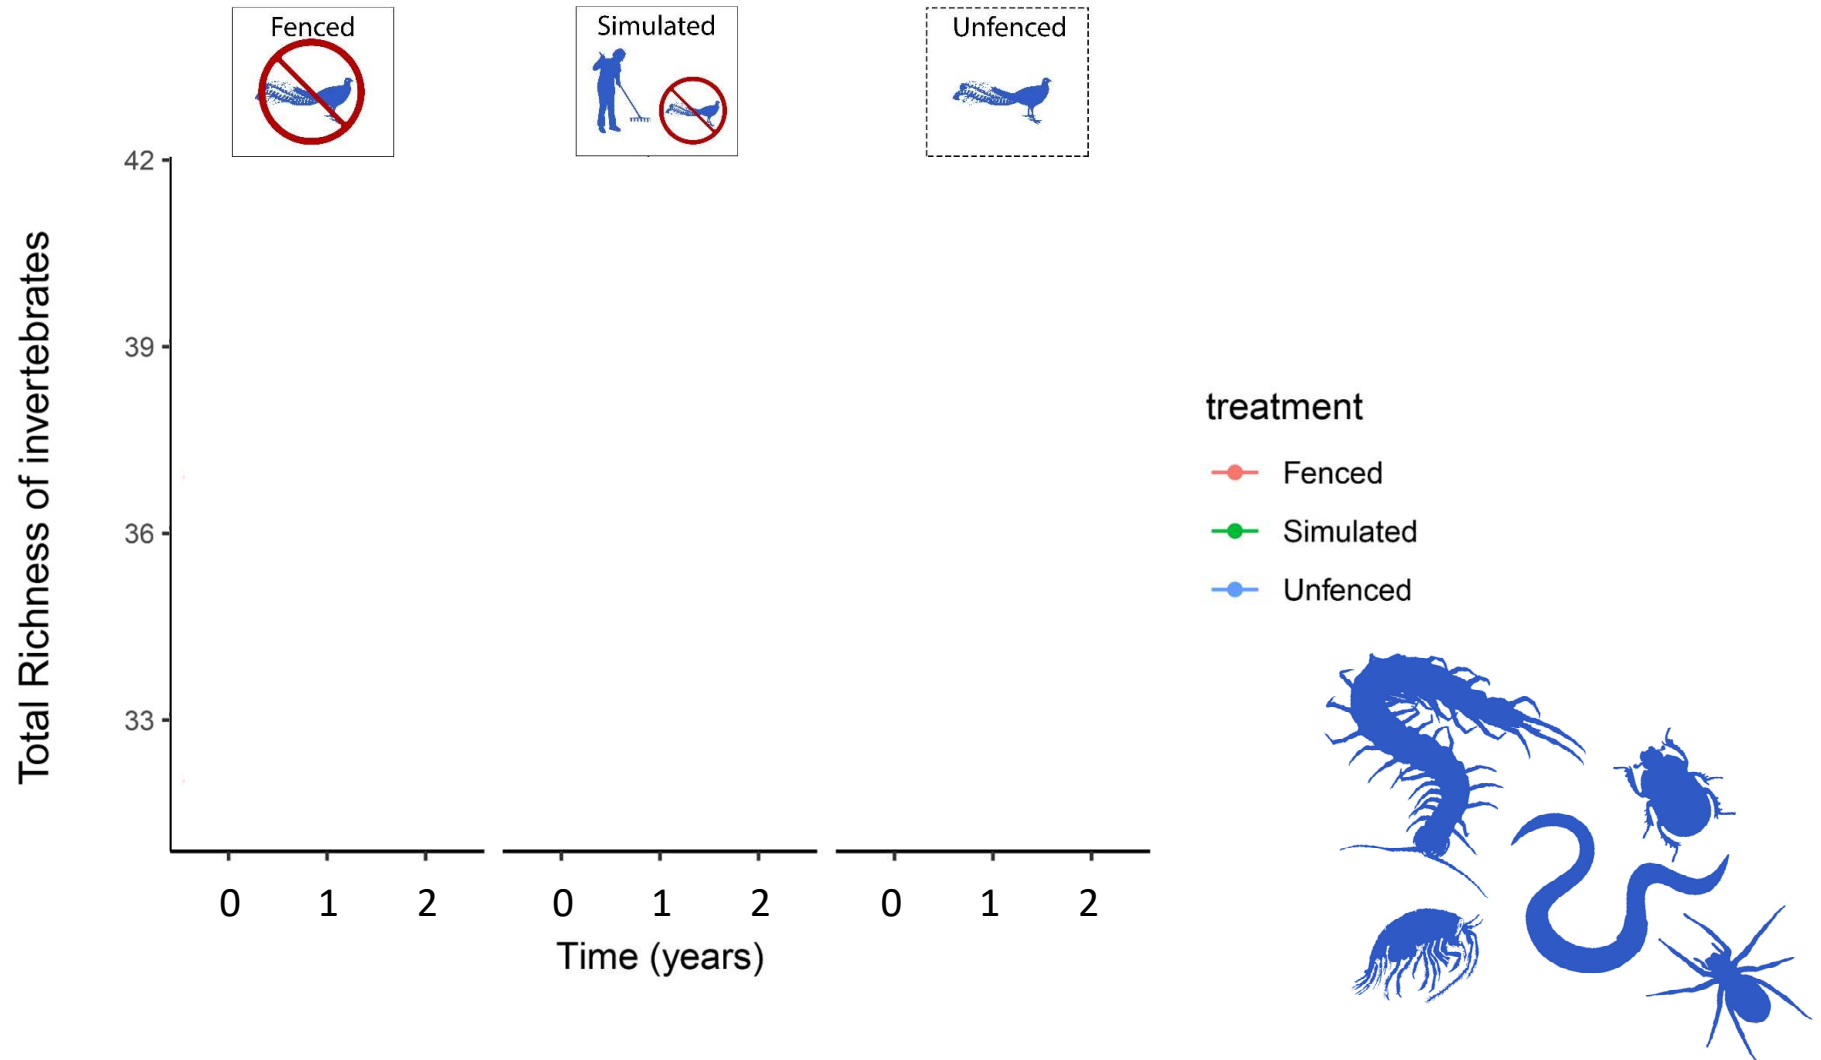 Fenced
Simulated
Unfenced
Total Richness of invertebrates
42
39
36
33
0 1 2
0 1 2
0 1 2
Time (years)
treatment
Fenced
Simulated
Unfenced